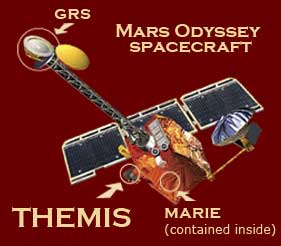 GRS
MARS ODYSSEY
SPACECRAFT
THEMIS
MARIE
(contained inside)